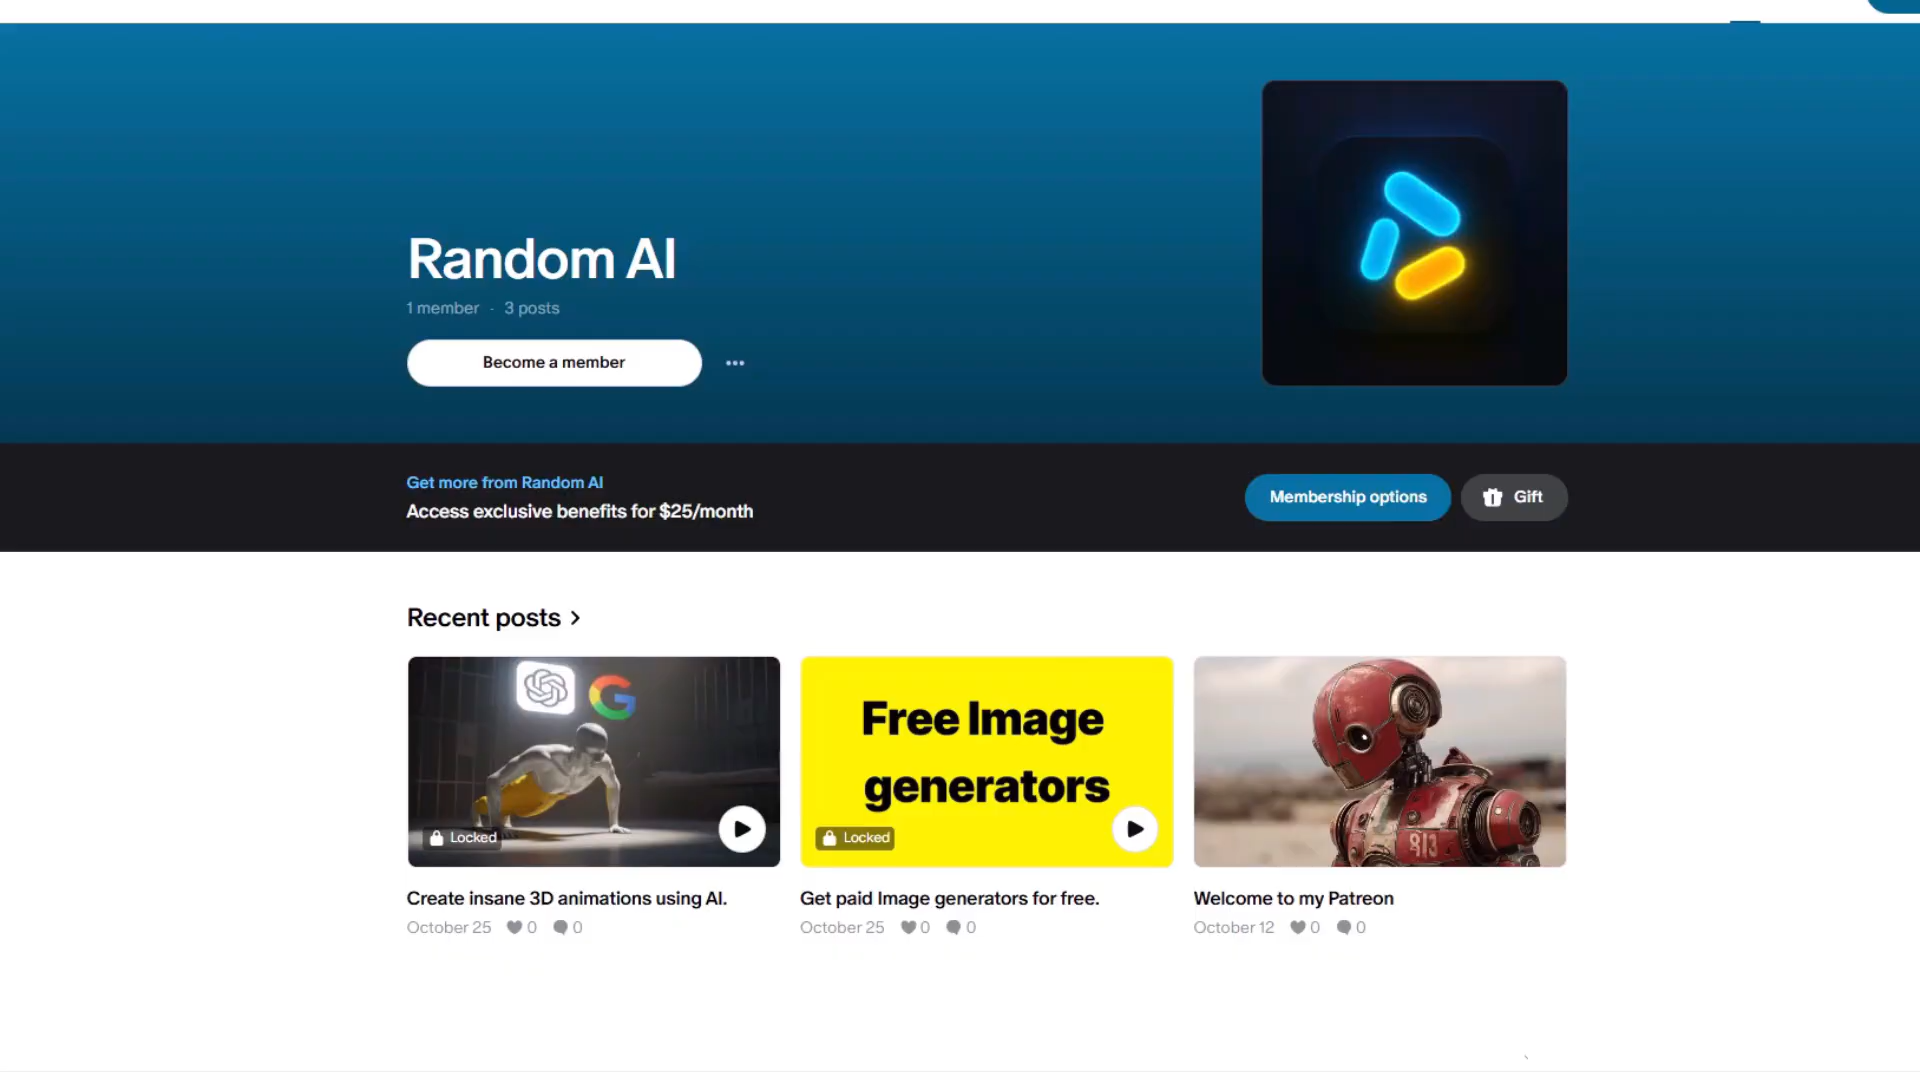 Random AI
1 member · 3 posts
Become a member
Get more from Random AI
Access exclusive benefits for $25/month
Membership options
Gift
Recent posts
Locked
Free Image
generators
Locked
813
Create insane 3D animations using AI.
October 25 0 0
Get paid Image generators for free.
October 25 0 0
Welcome to my Patreon
October 12 0 0